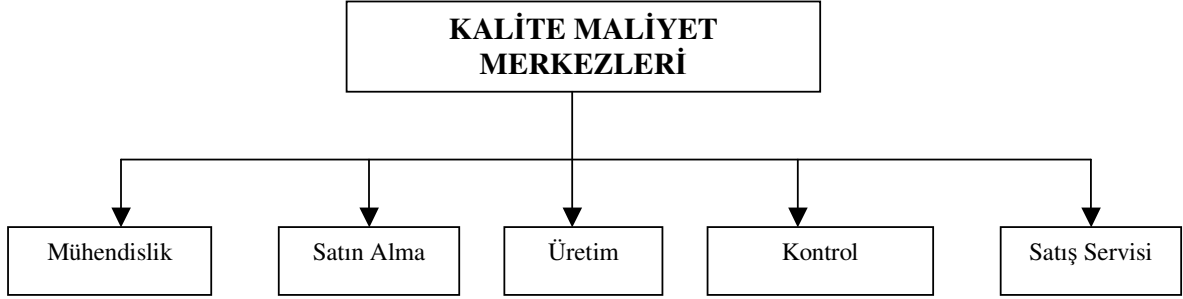 KALİTE MALİYET
MERKEZLERİ
Mühendislik
Satın Alma
Üretim
Kontrol
Satış Servisi